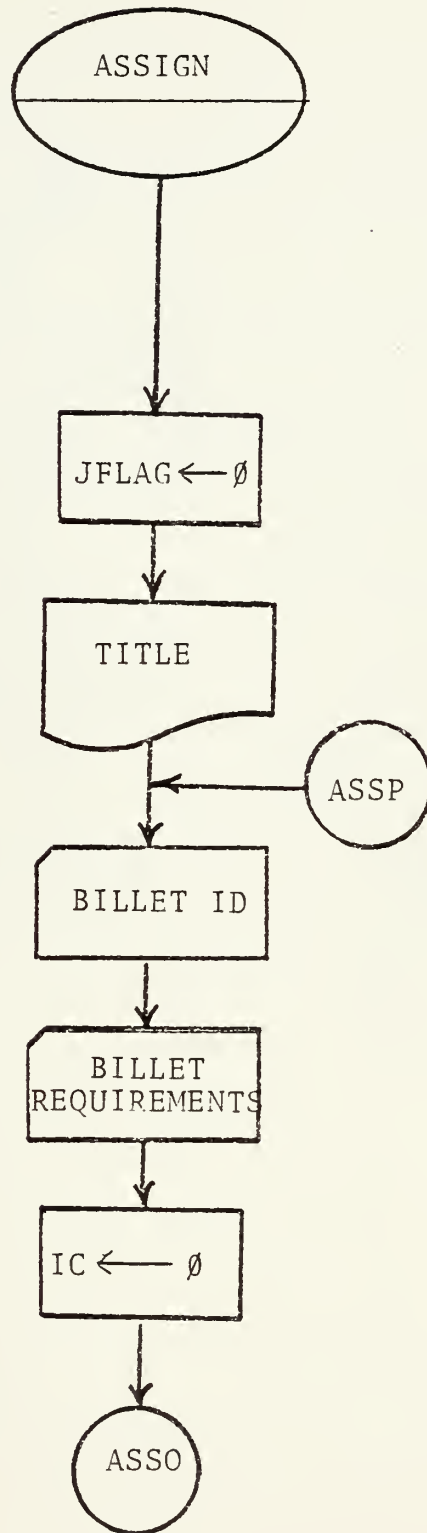 ASSIGN
JFLAG ← Ø
TITLE
ASSP
BILLET ID
BILLET
REQUIREMENTS
IC ← Ø
ASSO